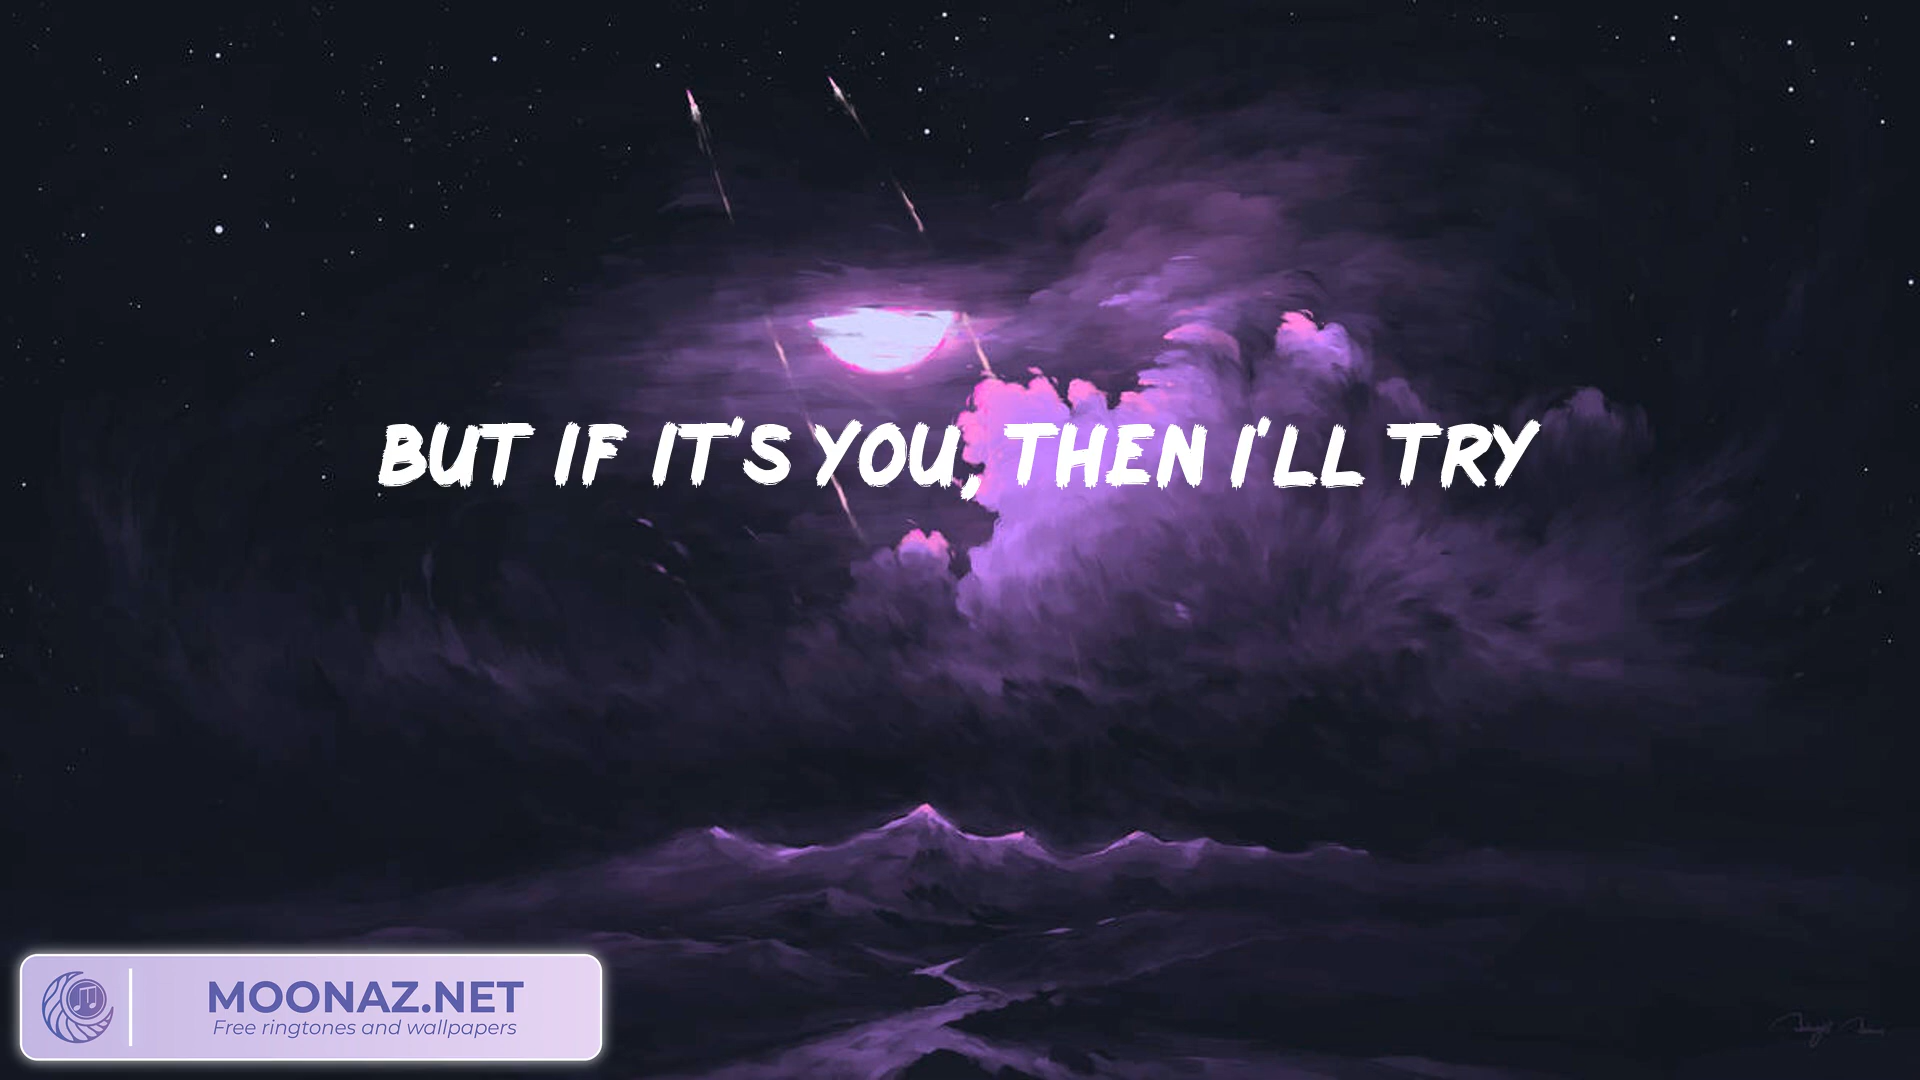 BUT IF IT'S YOU, THEN I'LL TRY
MOONAZ.NET
Free ringtones and wallpapers